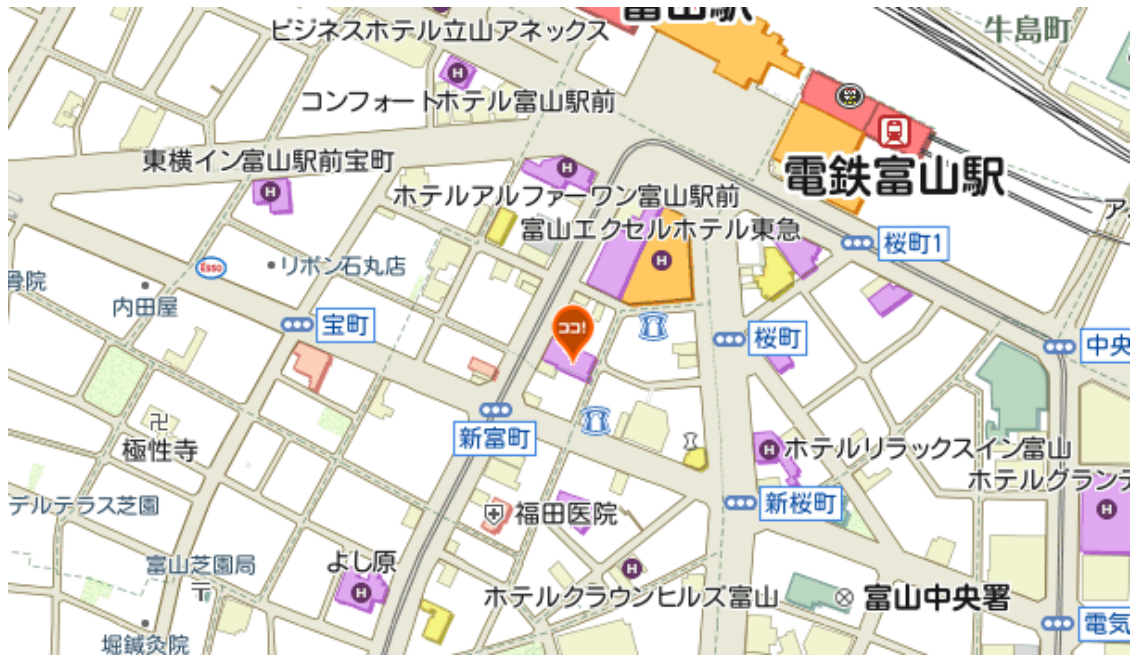 富山駅
ビジネスホテル立山アネックス
牛島町
コンフォートホテル富山駅前
東横イン富山駅前宝町
電鉄富山駅
ホテルアルファーワン富山駅前
富山エクセルホテル東急
桜町1
リポン石丸店
Esso
骨院
内田屋
宝町
ココ!
桜町
中央
新富町
極性寺
ホテルリラックスイン富山
ホテルグランテ
デルテラス芝園
福田医院
新桜町
富山芝園局
よし原
ホテルクラウンヒルズ富山
富山中央署
電気
堀鍼灸院